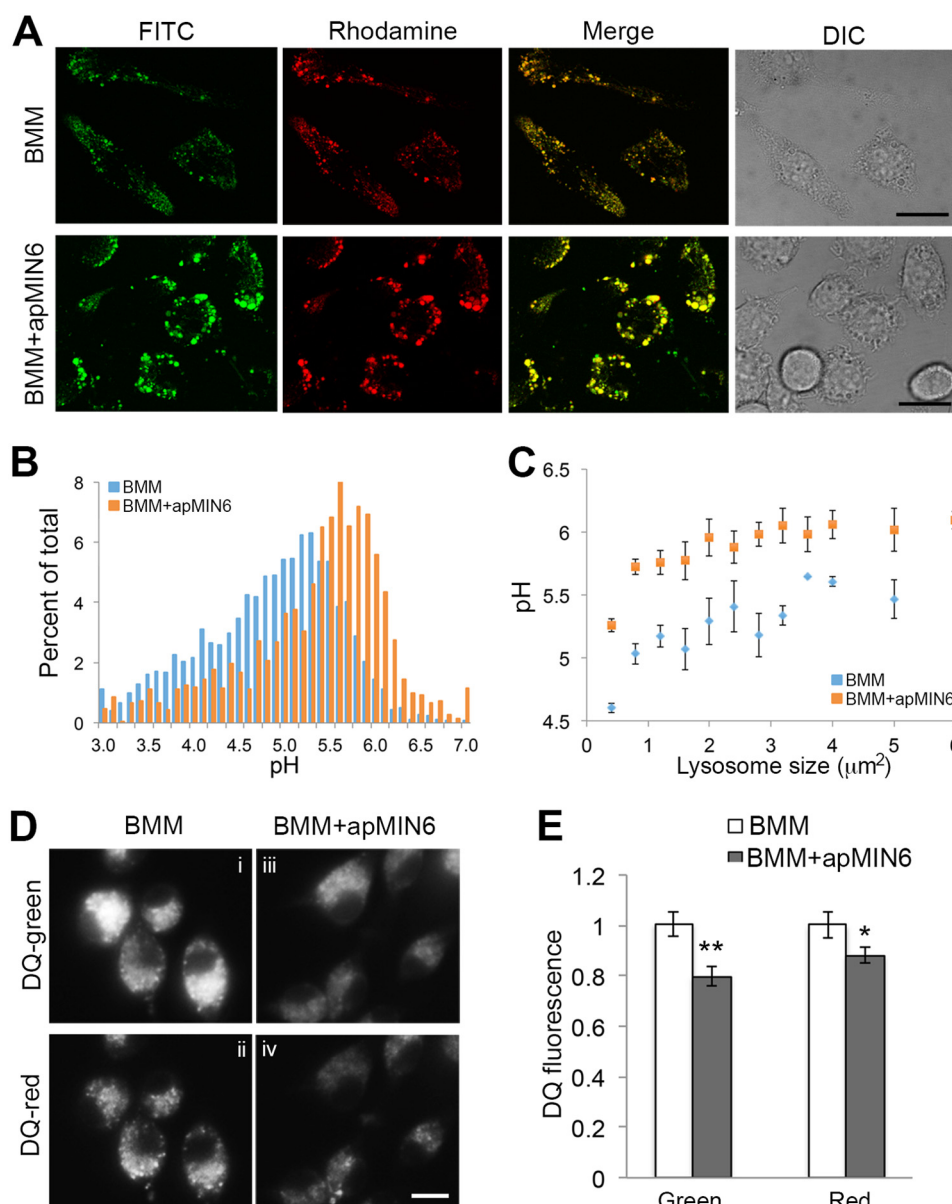 A
FITC
Rhodamine
Merge
DIC
BMM
BMM+apMIN6
B
8
6
4
2
0
Percent of total
BMM
BMM+apMIN6
3.0 3.5 4.0 4.5 5.0 5.5 6.0 6.5 7.0
pH
C
6.5
6
5.5
5
4.5
pH
BMM
BMM+apMIN6
0 1 2 3 4 5
Lysosome size (μm²)
D
BMM
BMM+apMIN6
DQ-green
i
iii
DQ-red
ii
iv
E
BMM
BMM+apMIN6
1.2
1
0.8
0.6
0.4
0.2
0
DQ fluorescence
**
*
Green
Red